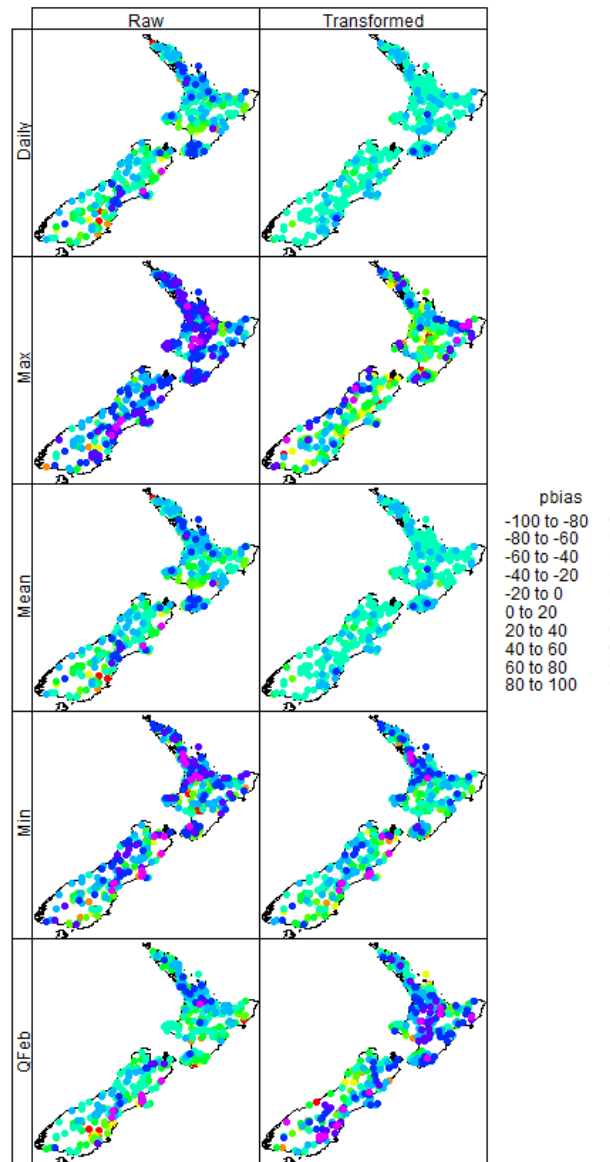 Raw
Transformed
Daily
Max
Mean
Min
QFeb
pbias
-100 to -80
-80 to -60
-60 to -40
-40 to -20
-20 to 0
0 to 20
20 to 40
40 to 60
60 to 80
80 to 100